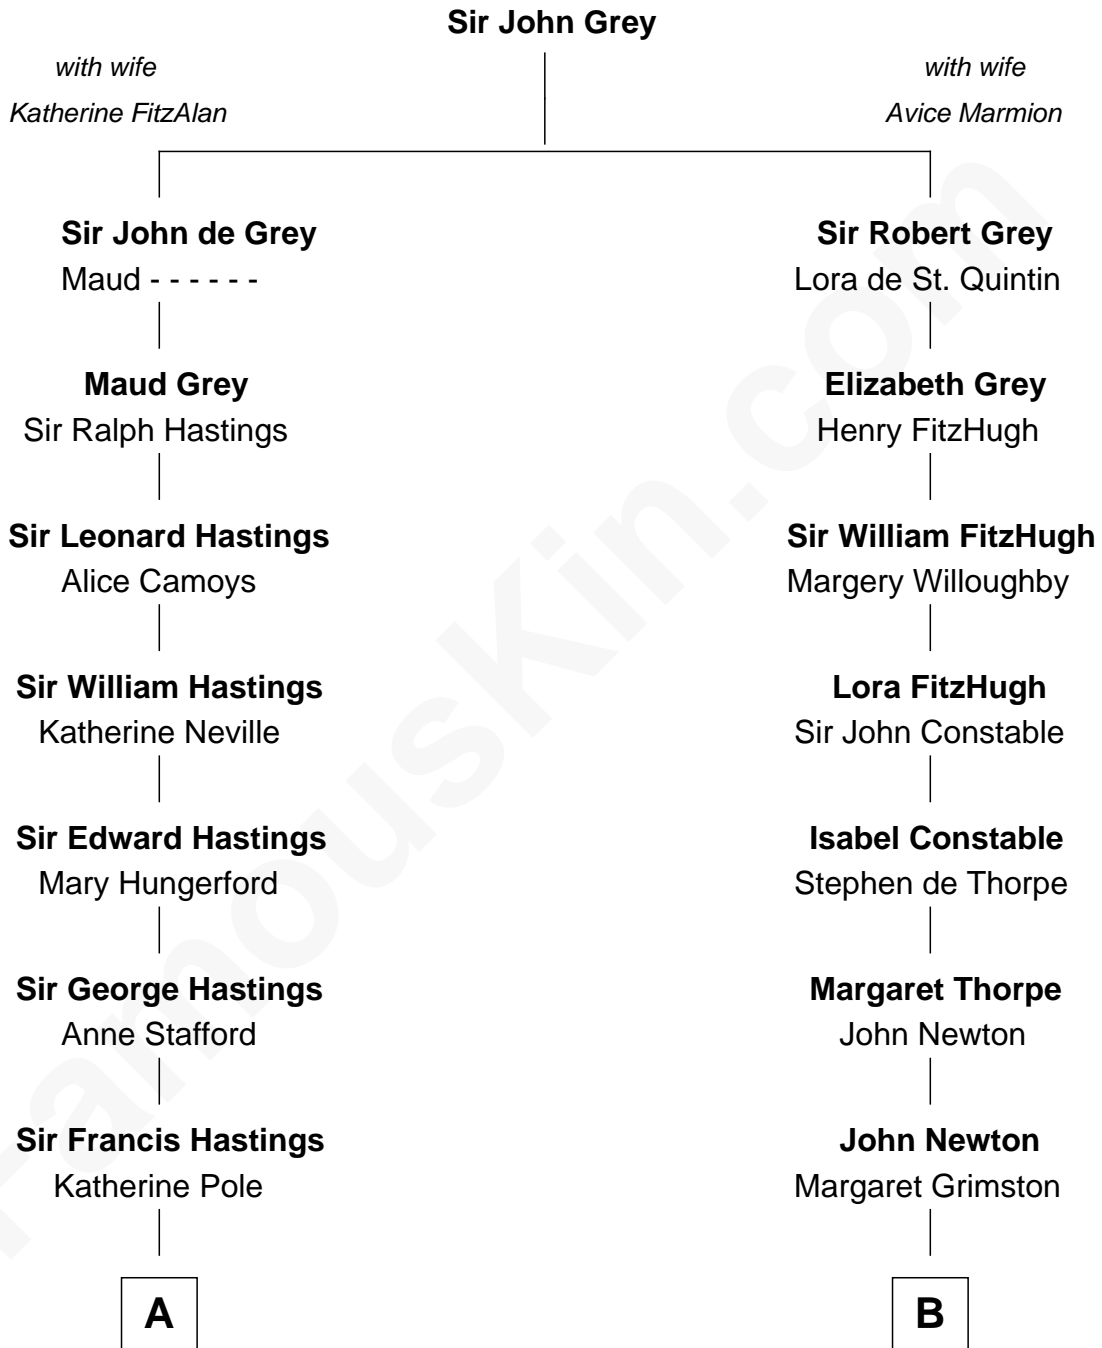 Sir John Grey
with wife
Katherine FitzAlan
with wife
Avice Marmion
Sir John de Grey
Maud - - - - - -
Sir Robert Grey
Lora de St. Quintin
Maud Grey
Sir Ralph Hastings
Elizabeth Grey
Henry FitzHugh
Sir Leonard Hastings
Alice Camoys
Sir William FitzHugh
Margery Willoughby
Sir William Hastings
Katherine Neville
Lora FitzHugh
Sir John Constable
Sir Edward Hastings
Mary Hungerford
Isabel Constable
Stephen de Thorpe
Sir George Hastings
Anne Stafford
Margaret Thorpe
John Newton
Sir Francis Hastings
Katherine Pole
John Newton
Margaret Grimston
A
B
FamousKin.com